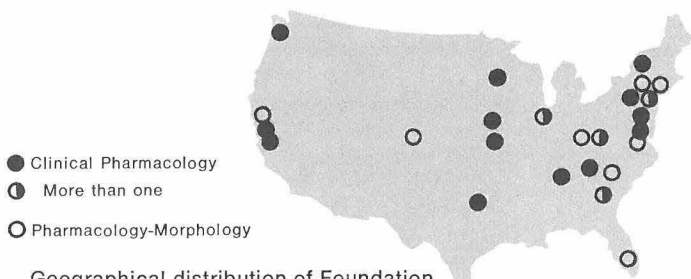 Clinical Pharmacology
More than one
Pharmacology-Morphology
Geographical distribution of Foundation